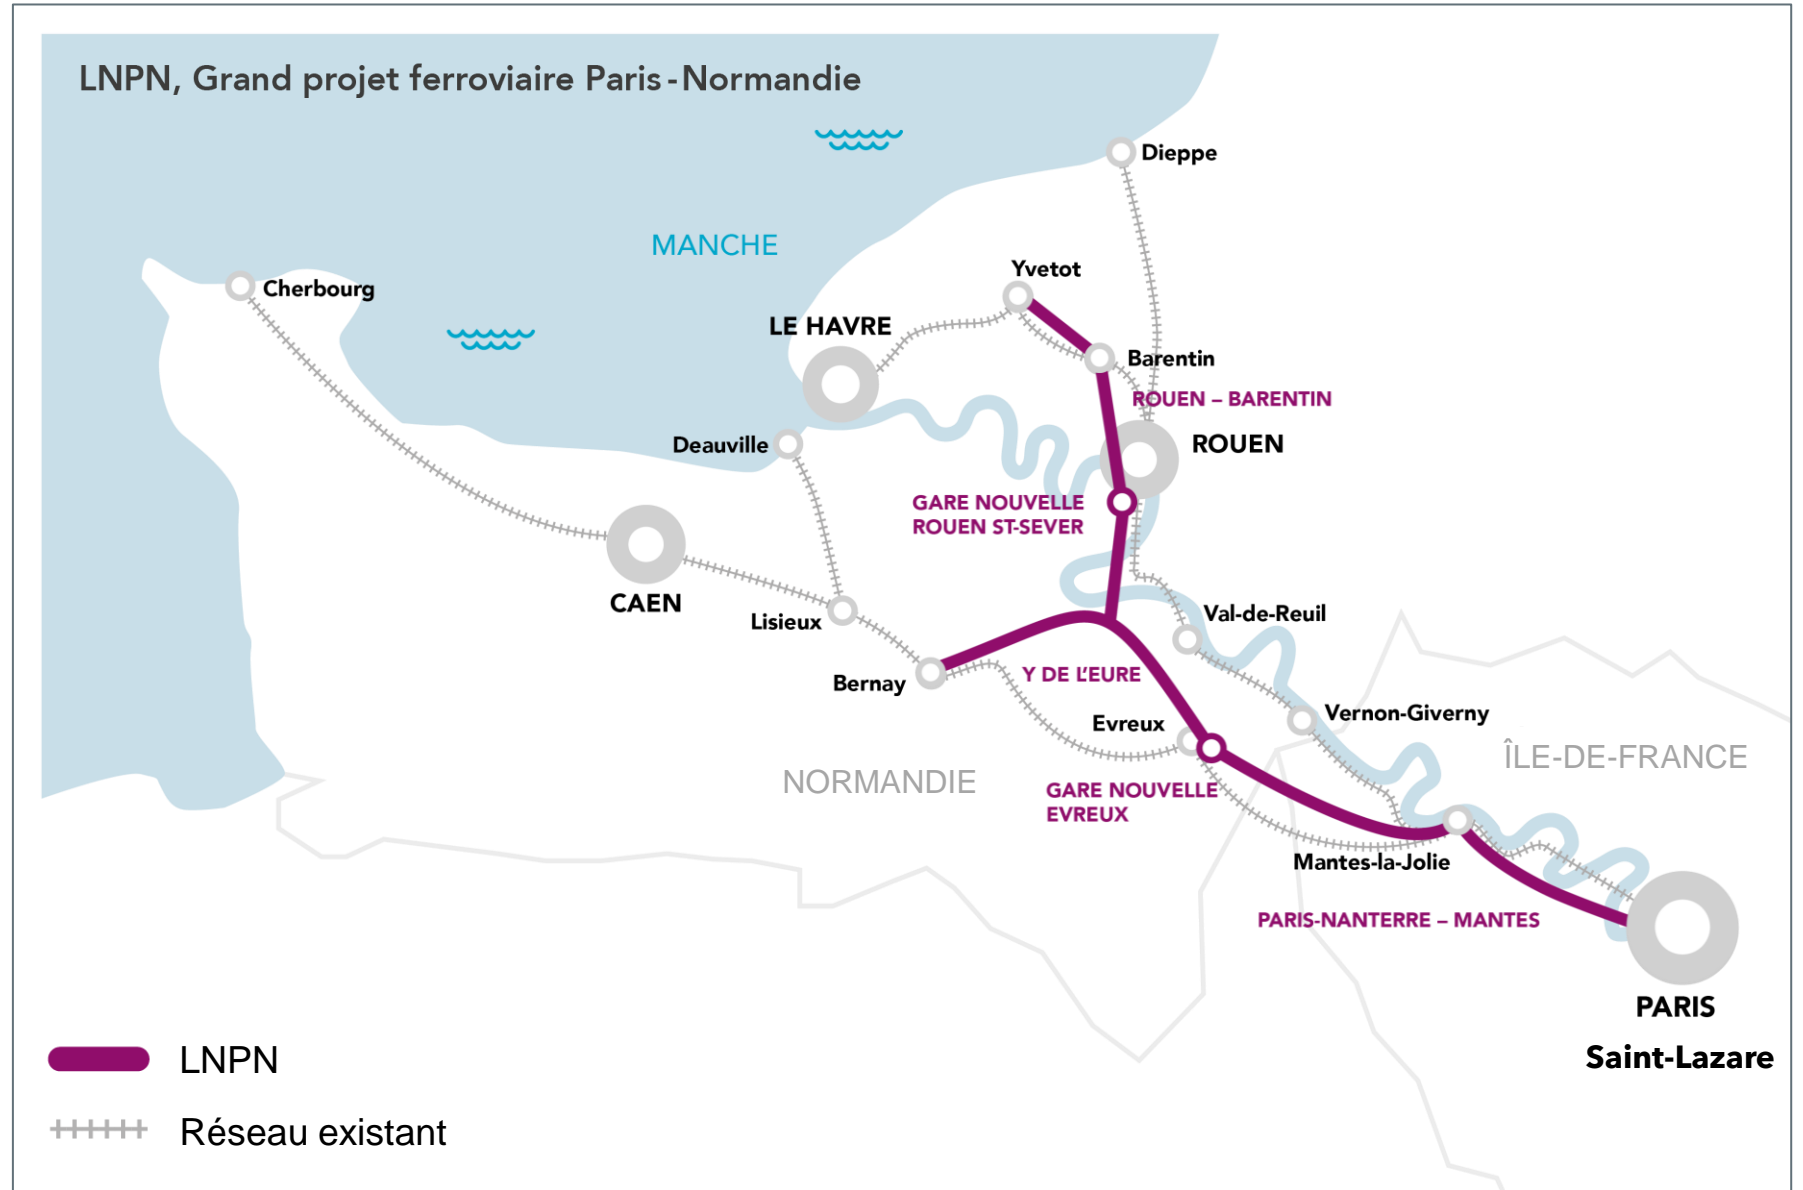 LNPN, Grand projet ferroviaire Paris-Normandie
Dieppe
MANCHE
Yvetot
Cherbourg
LE HAVRE
Barentin
ROUEN – BARENTIN
Deauville
ROUEN
GARE NOUVELLE
ROUEN ST-SEVER
CAEN
Lisieux
Val-de-Reuil
Bernay
Y DE L'EURE
Evreux
Vernon-Giverny
ÎLE-DE-FRANCE
NORMANDIE
GARE NOUVELLE
EVREUX
Mantes-la-Jolie
PARIS-NANTERRE – MANTES
PARIS
Saint-Lazare
LNPN
Réseau existant